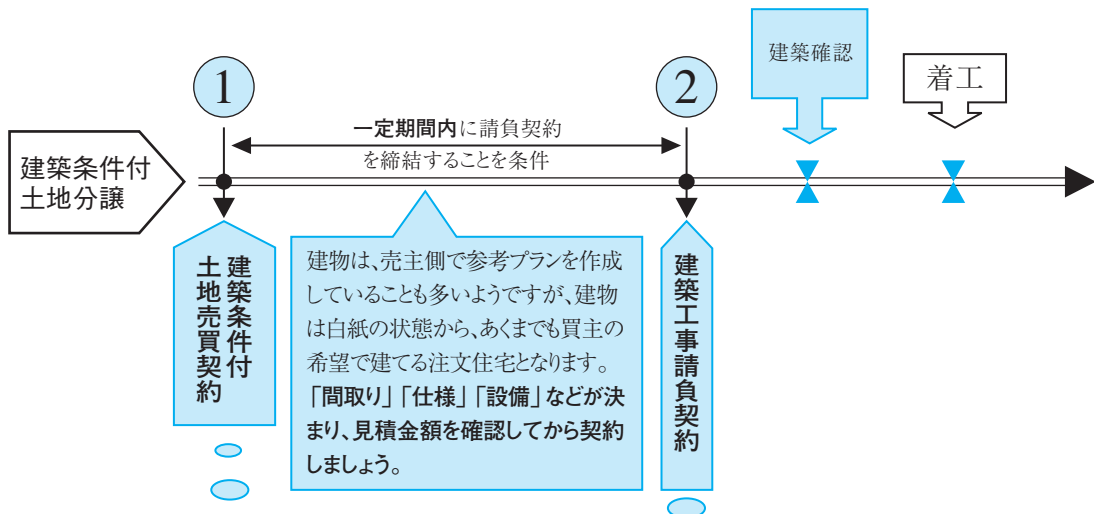 建築条件付
土地分譲
①
一定期間内に請負契約
を締結することを条件
②
建築確認
着工
建築条件付
土地売買契約
建物は、売主側で参考プランを作成
していることも多いようですが、建物
は白紙の状態から、あくまでも買主の
希望で建てる注文住宅となります。
「間取り」「仕様」「設備」などが決
まり、見積金額を確認してから契約
しましょう。
建築工事請負契約